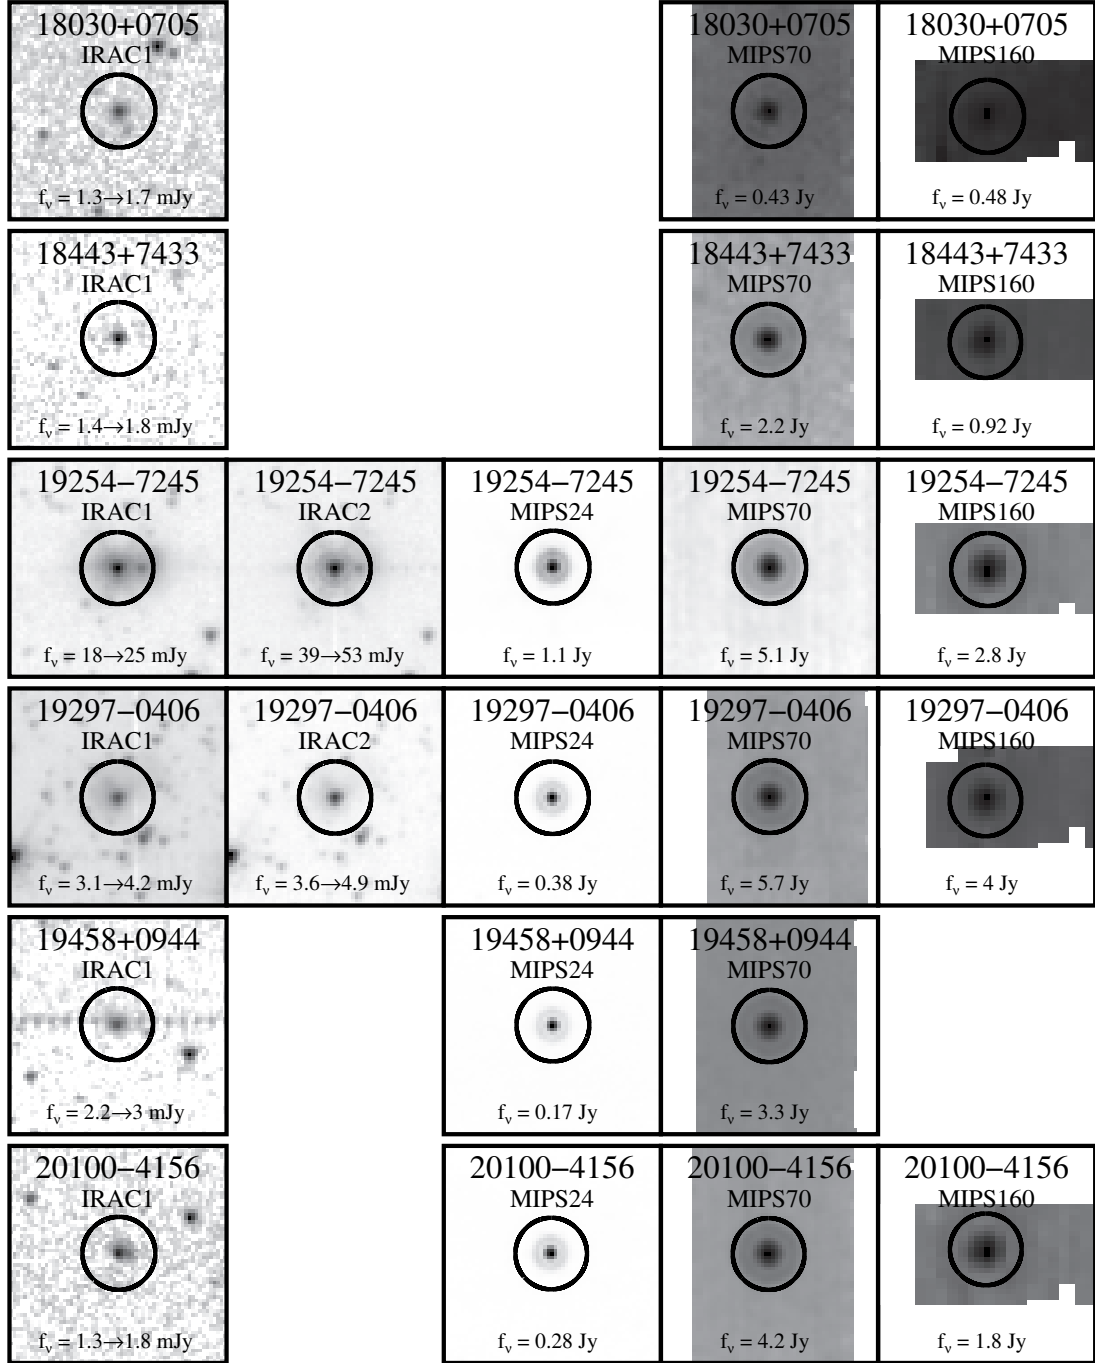 18030+0705
IRAC1
fν = 1.3→1.7 mJy
18030+0705
MIPS70
fν = 0.43 Jy
18030+0705
MIPS160
fν = 0.48 Jy
18443+7433
IRAC1
fν = 1.4→1.8 mJy
18443+7433
MIPS70
fν = 2.2 Jy
18443+7433
MIPS160
fν = 0.92 Jy
19254−7245
IRAC1
fν = 18→25 mJy
19254−7245
IRAC2
fν = 39→53 mJy
19254−7245
MIPS24
fν = 1.1 Jy
19254−7245
MIPS70
fν = 5.1 Jy
19254−7245
MIPS160
fν = 2.8 Jy
19297−0406
IRAC1
fν = 3.1→4.2 mJy
19297−0406
IRAC2
fν = 3.6→4.9 mJy
19297−0406
MIPS24
fν = 0.38 Jy
19297−0406
MIPS70
fν = 5.7 Jy
19297−0406
MIPS160
fν = 4 Jy
19458+0944
IRAC1
fν = 2.2→3 mJy
19458+0944
MIPS24
fν = 0.17 Jy
19458+0944
MIPS70
fν = 3.3 Jy
20100−4156
IRAC1
fν = 1.3→1.8 mJy
20100−4156
MIPS24
fν = 0.28 Jy
20100−4156
MIPS70
fν = 4.2 Jy
20100−4156
MIPS160
fν = 1.8 Jy